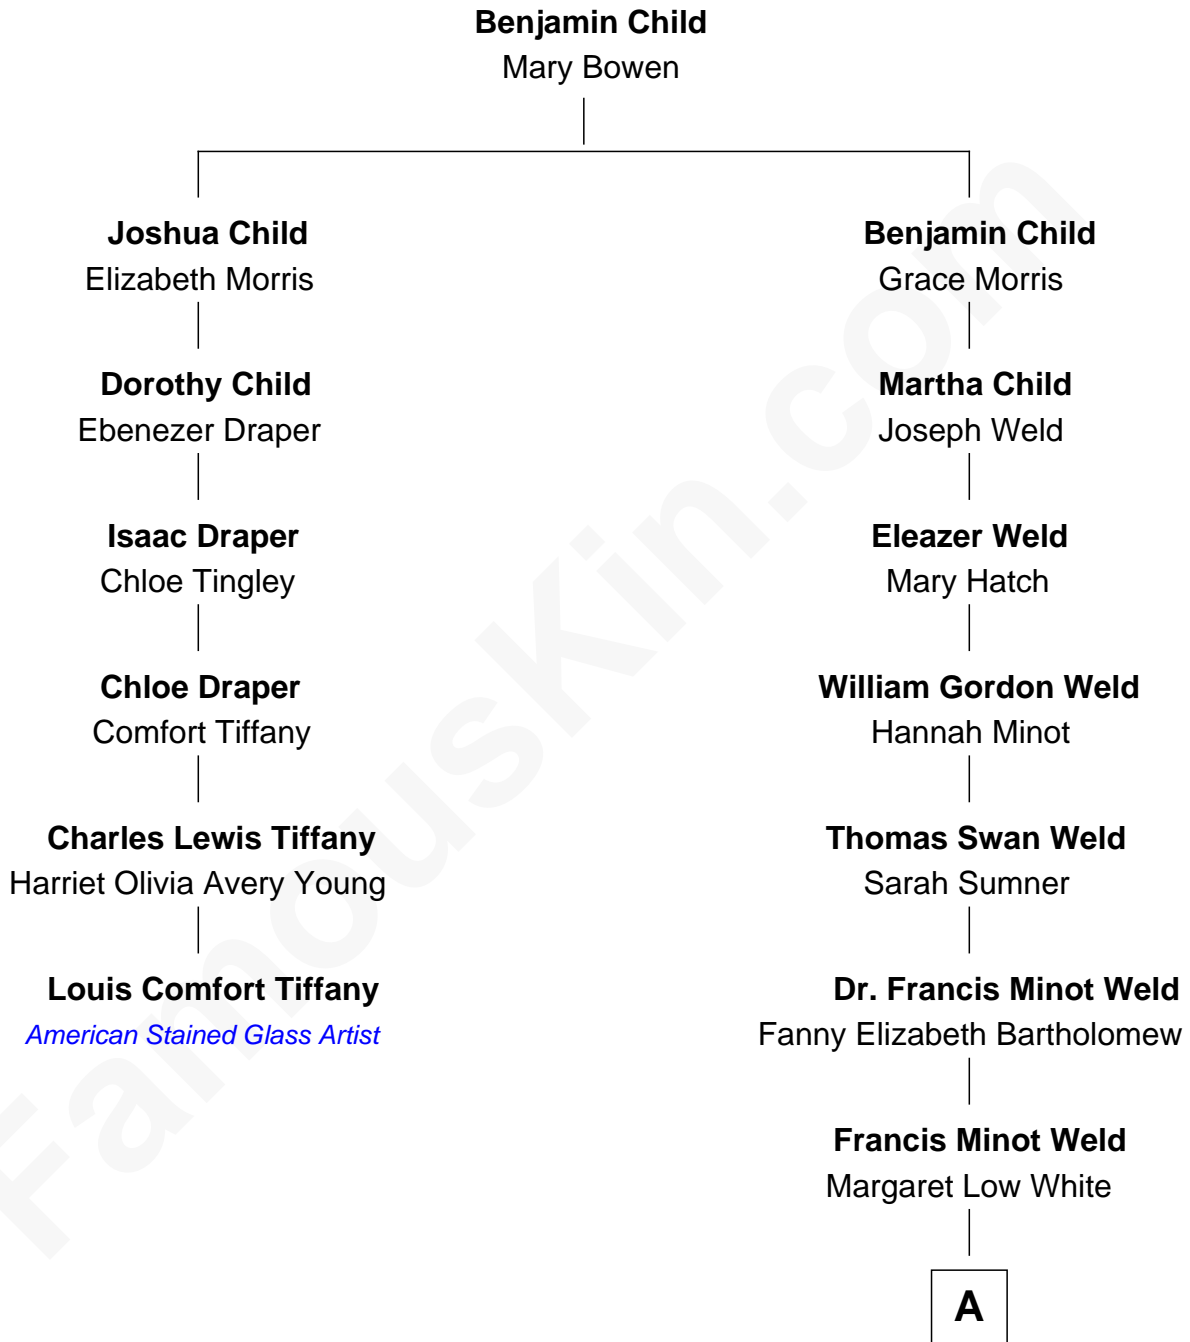 Benjamin Child
Mary Bowen
Joshua Child
Elizabeth Morris
Dorothy Child
Ebenezer Draper
Isaac Draper
Chloe Tingley
Chloe Draper
Comfort Tiffany
Charles Lewis Tiffany
Harriet Olivia Avery Young
Louis Comfort Tiffany
American Stained Glass Artist
Benjamin Child
Grace Morris
Martha Child
Joseph Weld
Eleazer Weld
Mary Hatch
William Gordon Weld
Hannah Minot
Thomas Swan Weld
Sarah Sumner
Dr. Francis Minot Weld
Fanny Elizabeth Bartholomew
Francis Minot Weld
Margaret Low White
A
FamousKin.com